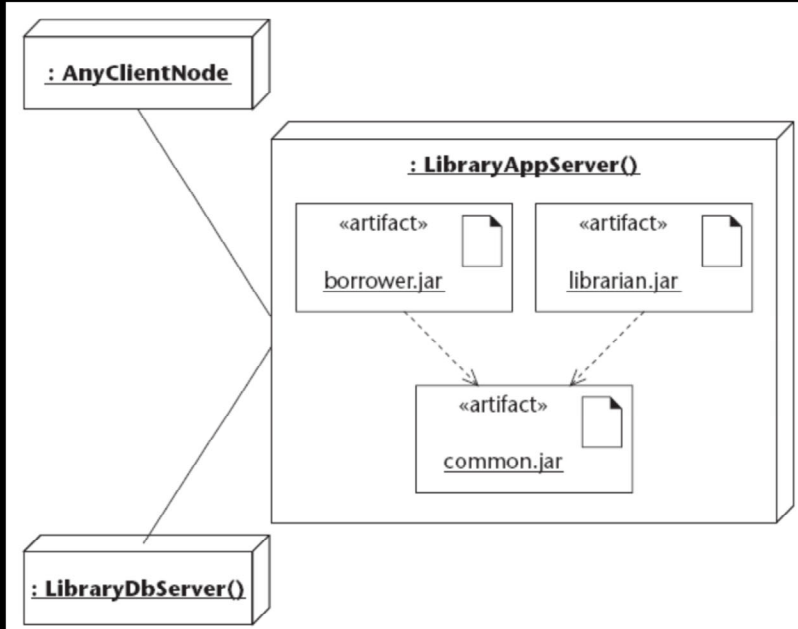 : AnyClientNode
: LibraryAppServer()
«artifact»
borrower.jar
«artifact»
librarian.jar
«artifact»
common.jar
: LibraryDbServer()